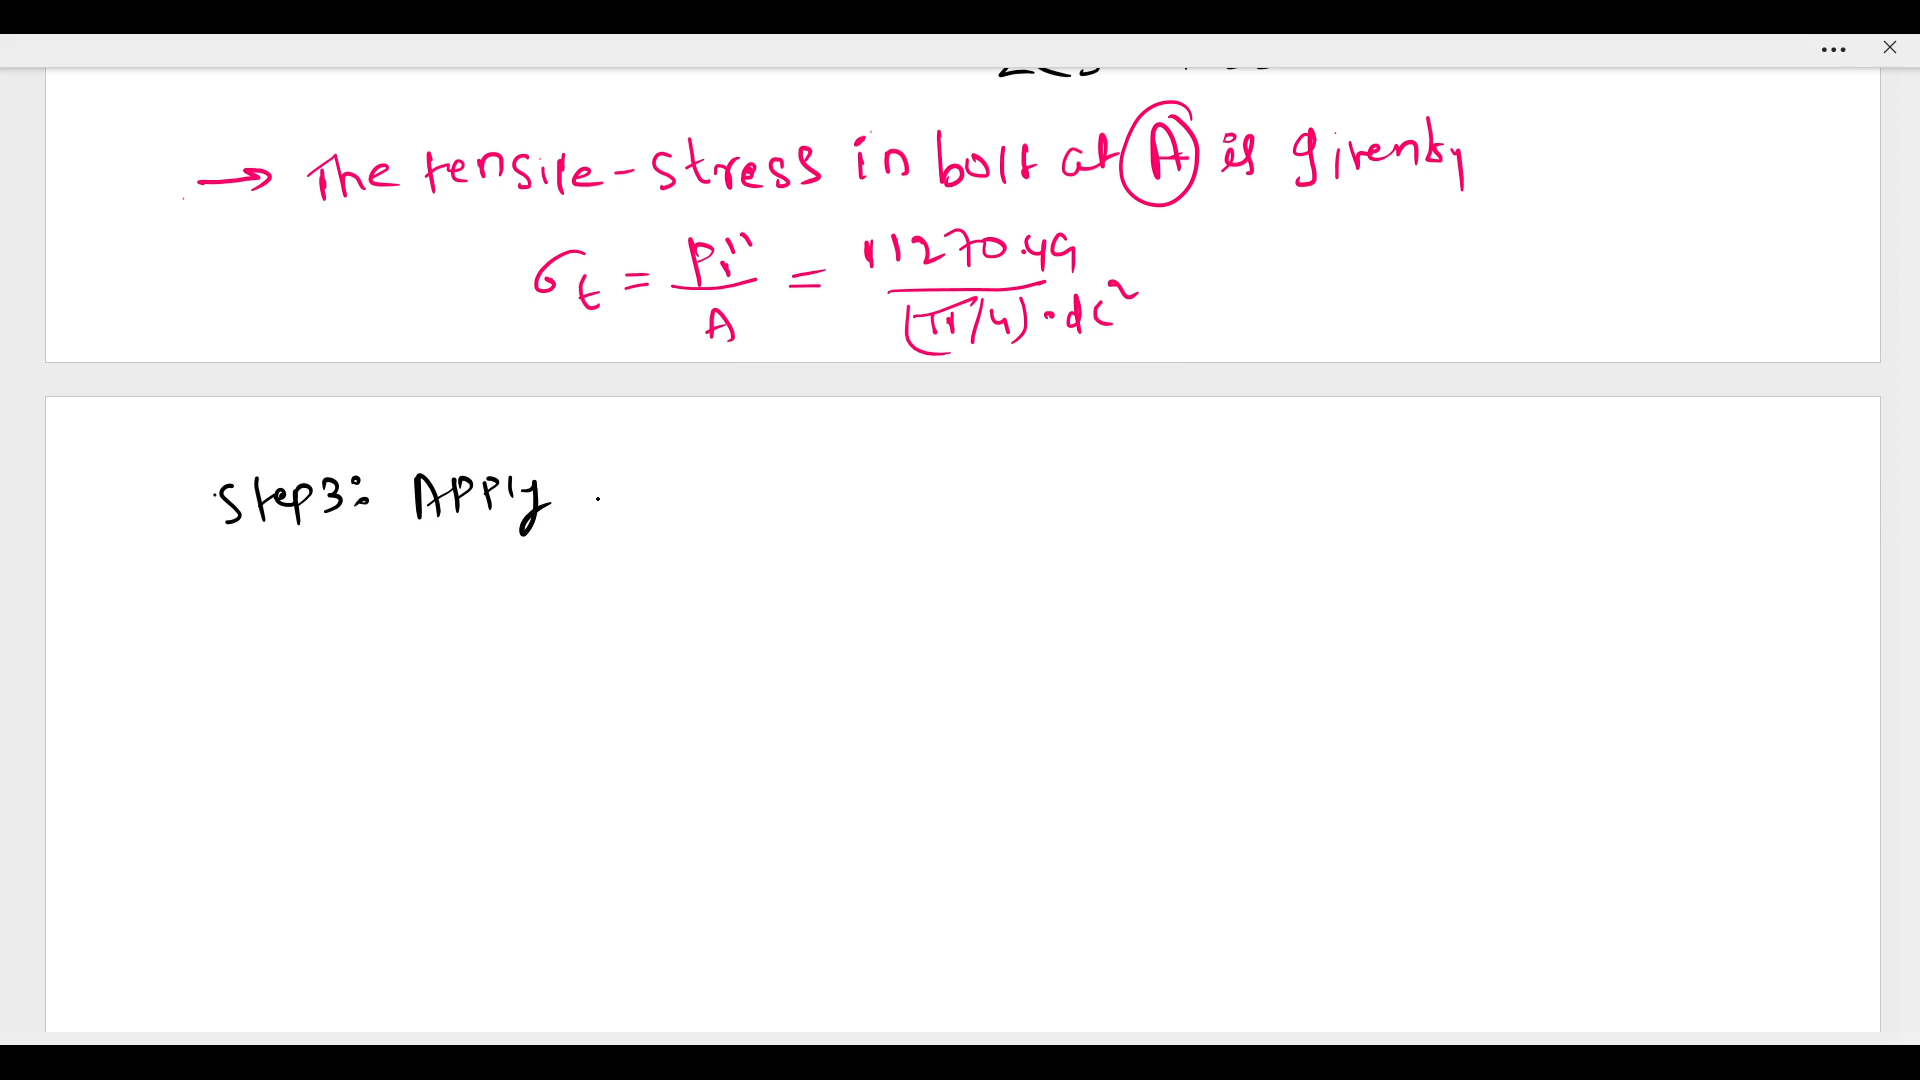 → The tensile-stress in bolt at A is given by
σt = P1" / A = 11270.49 / (π/4)·dc²
Step3: Apply